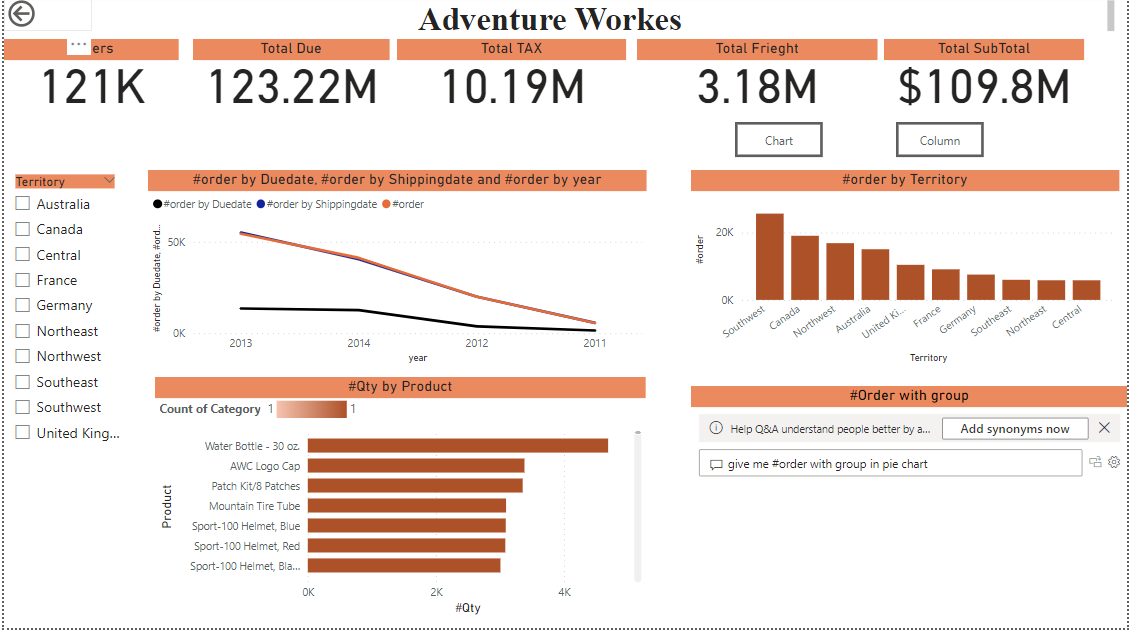 Adventure Workes
ers
Total Due
Total TAX
Total Frieght
Total SubTotal
121K
123.22M
10.19M
3.18M
$109.8M
Chart
Column
Territory
Australia
Canada
Central
France
Germany
Northeast
Northwest
Southeast
Southwest
United King...
#order by Duedate, #order by Shippingdate and #order by year
#order by Duedate
#order by Shippingdate
#order
#order by Duedate, #ord...
50K
0K
2013
2014
2012
2011
year
#order by Territory
#order
20K
0K
Southwest
Canada
Northwest
Australia
United Ki...
France
Germany
Southeast
Northeast
Central
Territory
#Qty by Product
Count of Category 1
1
Product
Water Bottle - 30 oz.
AWC Logo Cap
Patch Kit/8 Patches
Mountain Tire Tube
Sport-100 Helmet, Blue
Sport-100 Helmet, Red
Sport-100 Helmet, Bla...
0K
2K
4K
#Qty
#Order with group
Help Q&A understand people better by a...
Add synonyms now
give me #order with group in pie chart